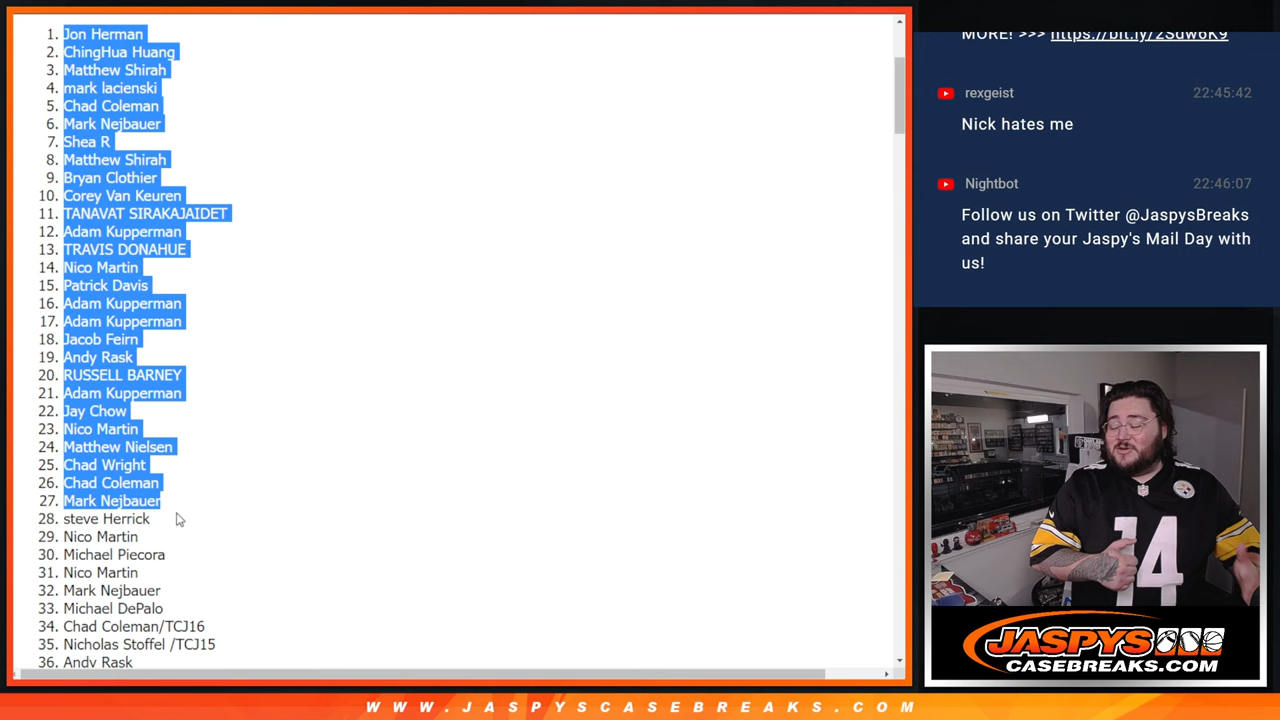 1. Jon Herman
2. ChingHua Huang
3. Matthew Shirah
4. mark lacienski
5. Chad Coleman
6. Mark Nejbauer
7. Shea R
8. Matthew Shirah
9. Bryan Clothier
10. Corey Van Keuren
11. TANAVAT SIRAKAJAIDET
12. Adam Kupperman
13. TRAVIS DONAHUE
14. Nico Martin
15. Patrick Davis
16. Adam Kupperman
17. Adam Kupperman
18. Jacob Feirn
19. Andy Rask
20. RUSSELL BARNEY
21. Adam Kupperman
22. Jay Chow
23. Nico Martin
24. Matthew Nielsen
25. Chad Wright
26. Chad Coleman
27. Mark Nejbauer
28. steve Herrick
29. Nico Martin
30. Michael Piecora
31. Nico Martin
32. Mark Nejbauer
33. Michael DePalo
34. Chad Coleman/TCJ16
35. Nicholas Stoffel /TCJ15
36. Andy Rask
MORE! >>> https://bit.ly/2Sdw6K9
rexgeist 22:45:42
Nick hates me
Nightbot 22:46:07
Follow us on Twitter @JaspysBreaks
and share your Jaspy's Mail Day with
us!
14
JASPYS
CASEBREAKS.COM
WWW.JASPYSCASEBREAKS.COM